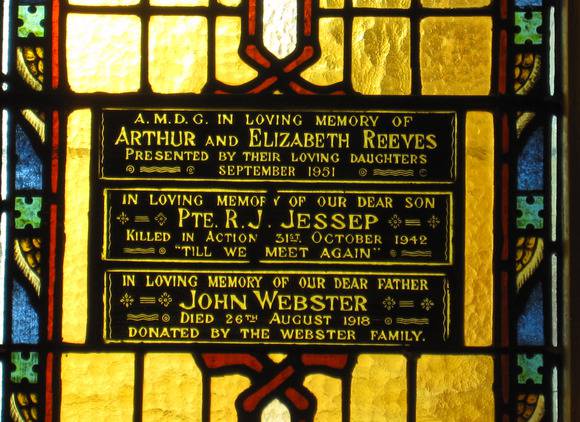 A.M.D.G. IN LOVING MEMORY OF
ARTHUR AND ELIZABETH REEVES
PRESENTED BY THEIR LOVING DAUGHTERS
SEPTEMBER 1951
IN LOVING MEMORY OF OUR DEAR SON
PTE. R.J. JESSEP
KILLED IN ACTION 31ST. OCTOBER 1942
"TILL WE MEET AGAIN"
IN LOVING MEMORY OF OUR DEAR FATHER
JOHN WEBSTER
DIED 26TH AUGUST 1918
DONATED BY THE WEBSTER FAMILY.